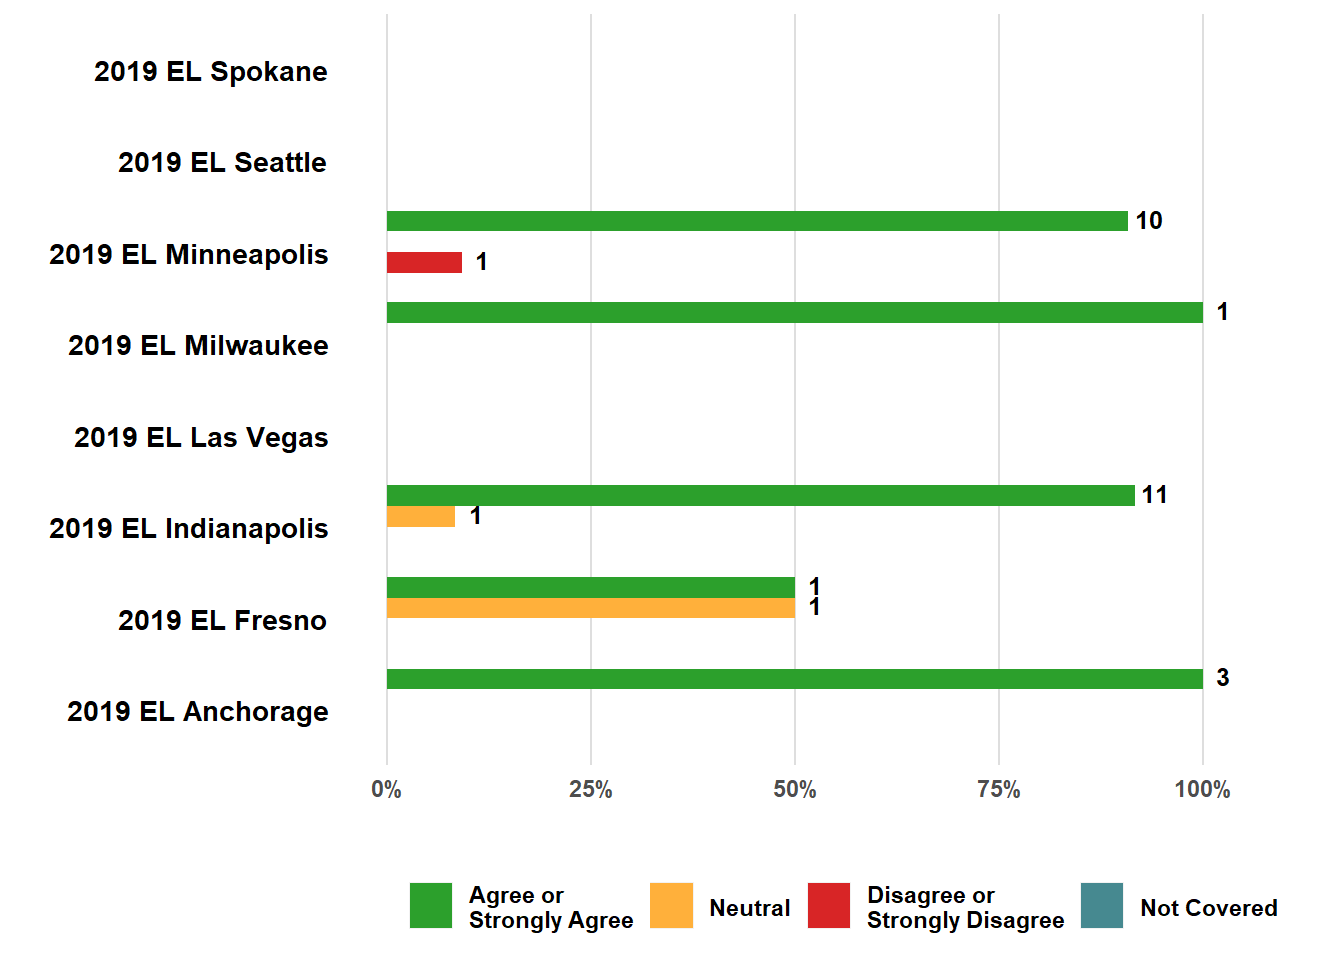 2019 EL Spokane
2019 EL Seattle
10
2019 EL Minneapolis
1
1
2019 EL Milwaukee
2019 EL Las Vegas
11
1
2019 EL Indianapolis
1
1
2019 EL Fresno
3
2019 EL Anchorage
0% 25% 50% 75% 100%
Agree or
Strongly Agree
Neutral
Disagree or
Strongly Disagree
Not Covered